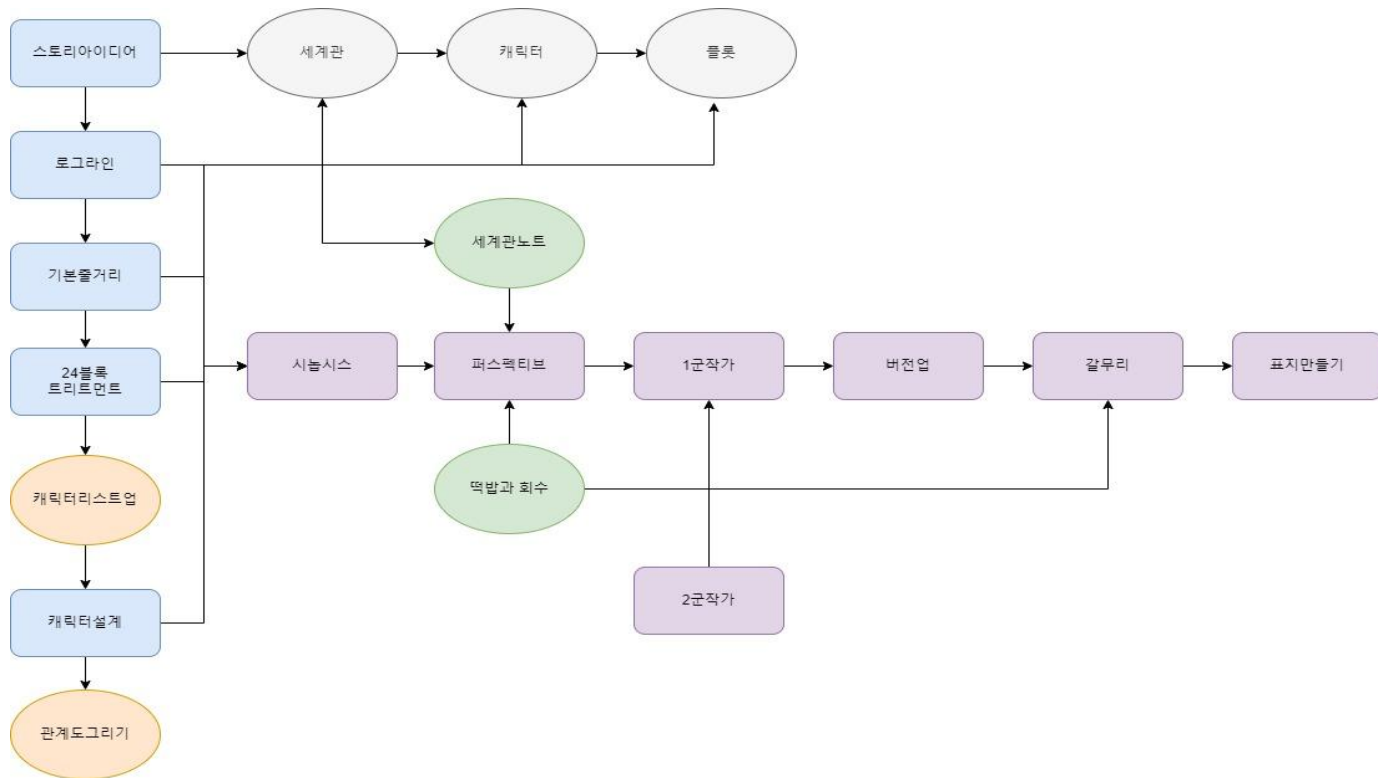 스토리아이디어
세계관
캐릭터
플롯
로그라인
세계관노트
기본줄거리
24블록
트리트먼트
시놉시스
퍼스펙티브
1군작가
버전업
갈무리
표지만들기
캐릭터리스트업
떡밥과 회수
캐릭터설계
2군작가
관계도그리기